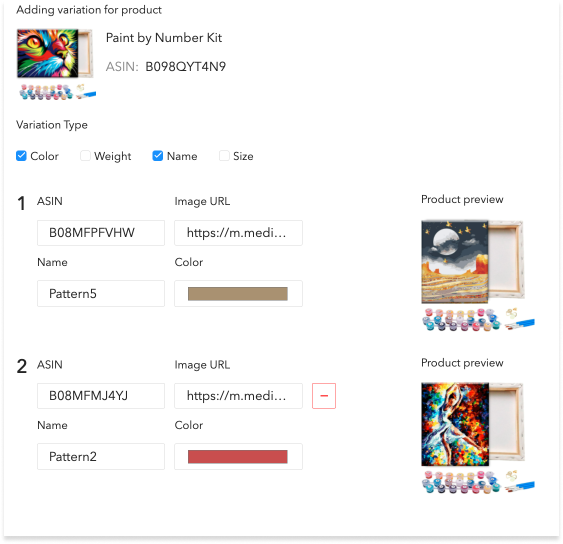 Adding variation for product
Paint by Number Kit
ASIN: B098QYT4N9
Variation Type
Color Weight Name Size
1 ASIN Image URL Product preview
B08MFPFVHW https://m.medi...
Name Color
Pattern5
2 ASIN Image URL Product preview
B08MFMJ4YJ https://m.medi...
Name Color
Pattern2